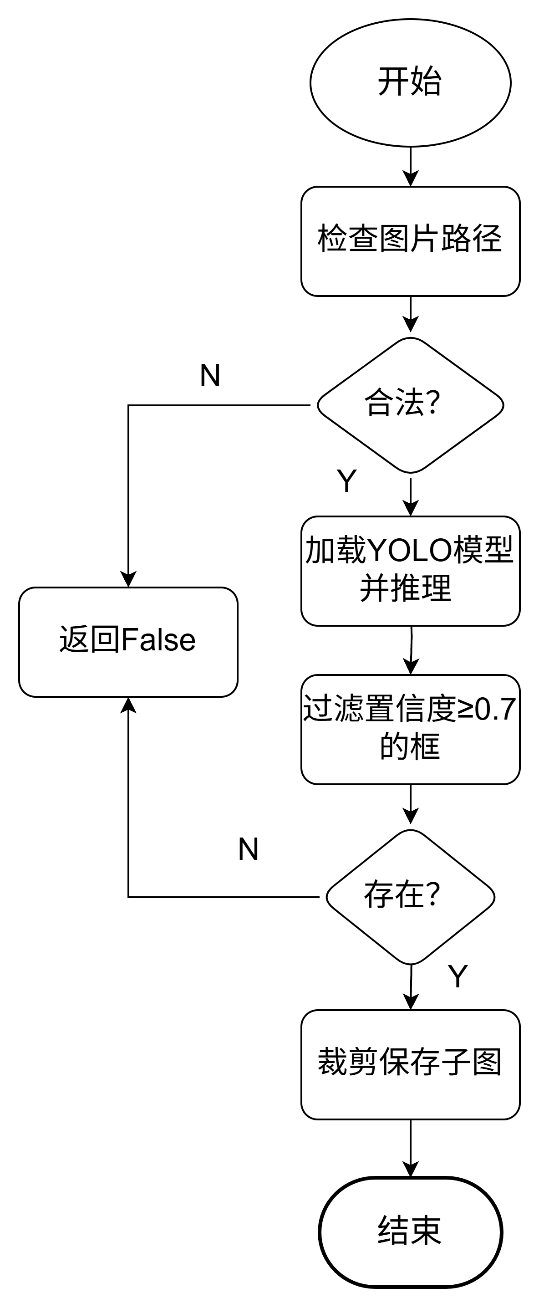 开始
检查图片路径
N
合法?
Y
加载YOLO模型
并推理
返回False
过滤置信度≥0.7
的框
N
存在?
Y
裁剪保存子图
结束